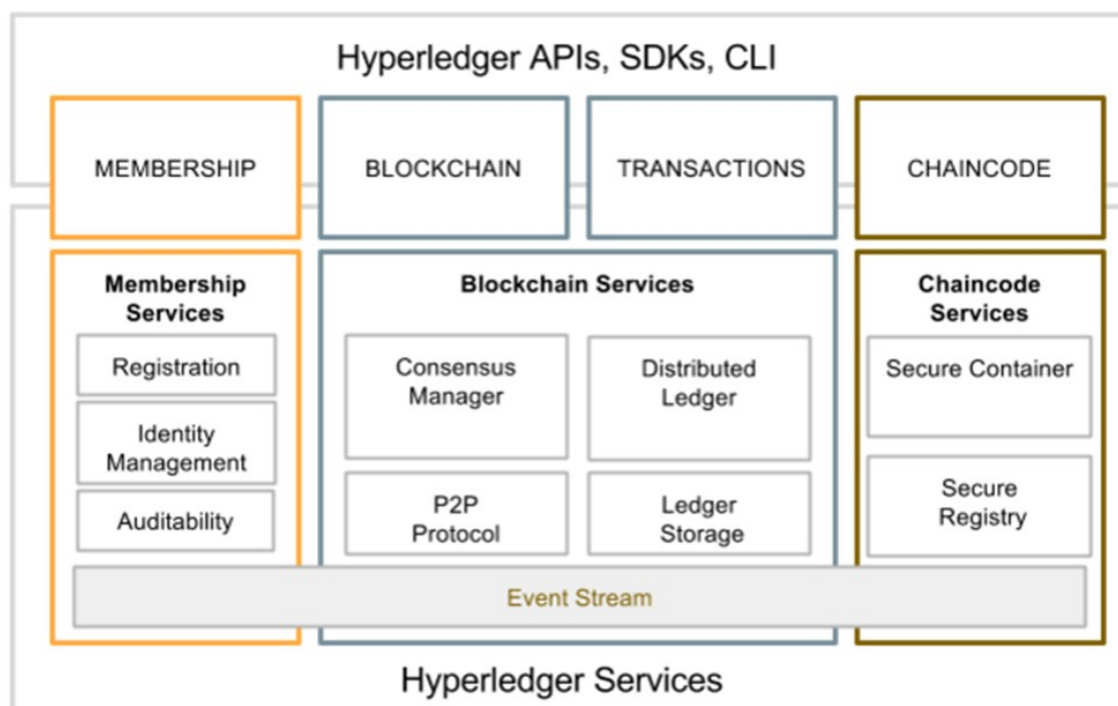 Hyperledger APIs, SDKs, CLI
MEMBERSHIP
BLOCKCHAIN
TRANSACTIONS
CHAINCODE
Membership
Services
Registration
Identity
Management
Auditability
Blockchain Services
Consensus
Manager
Distributed
Ledger
P2P
Protocol
Ledger
Storage
Chaincode
Services
Secure Container
Secure
Registry
Event Stream
Hyperledger Services